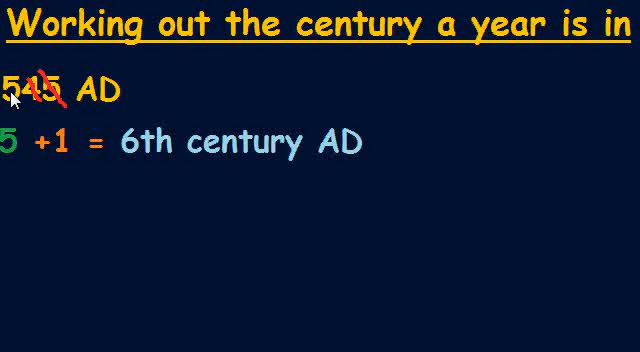 Working out the century a year is in
545 AD
5 +1 = 6th century AD